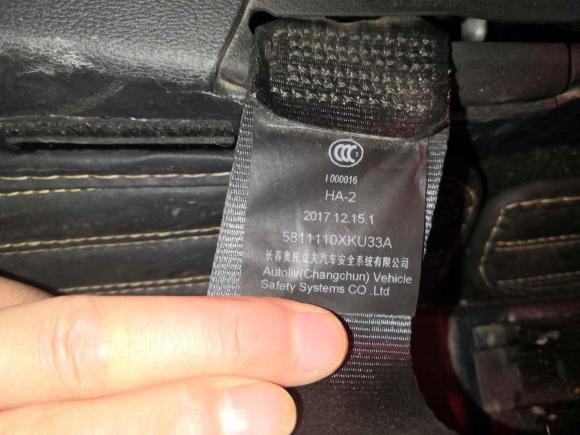 CCC
I 000016
HA-2
2017.12.15.1
5811110XKU33A
长春奥托立夫汽车安全系统有限公司
Autoliv(Changchun) Vehicle
Safety Systems CO .Ltd